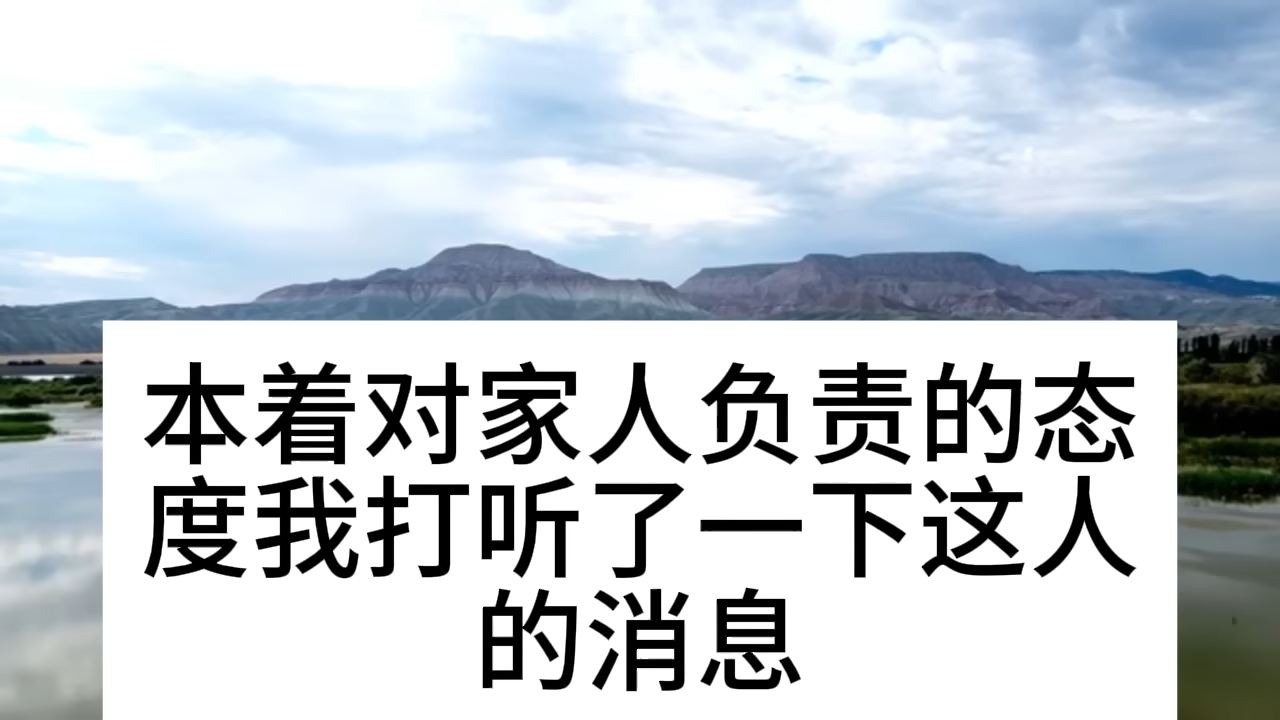 本着对家人负责的态
度我打听了一下这人
的消息